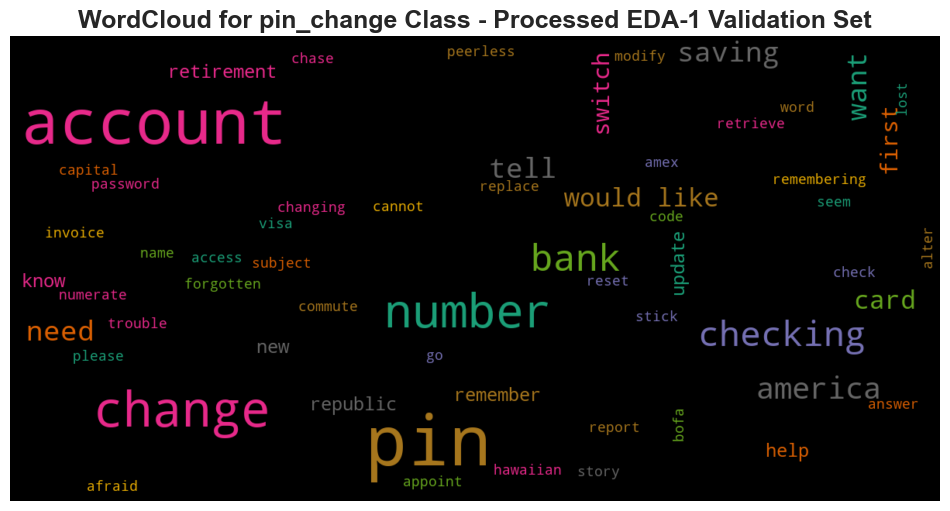 WordCloud for pin_change Class - Processed EDA-1 Validation Set
peerless
chase
modify
saving
retirement
switch
want
lost
word
account
retrieve
first
tell
amex
capital
password
replace
would like
remembering
changing
cannot
code
seem
visa
invoice
name
access
subject
bank
update
alter
know
forgotten
reset
check
numerate
commute
number
stick
card
need
trouble
checking
please
new
go
change
republic
remember
america
answer
pin
report
bofa
help
hawaiian
story
afraid
appoint